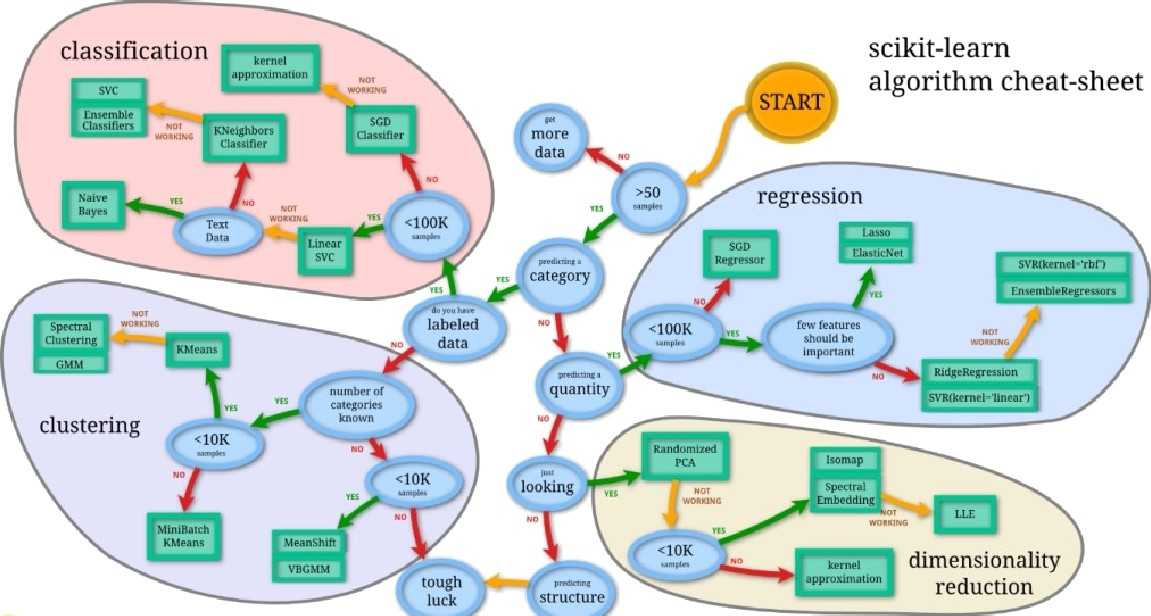 scikit-learn
algorithm cheat-sheet
START
>50
samples
NO
get
more
data
YES
predicting a
category
YES
do you have
labeled
data
YES
NO
NO
classification
<100K
samples
NO
SGD
Classifier
NOT
WORKING
kernel
approximation
YES
Linear
SVC
NOT
WORKING
Text
Data
YES
Naive
Bayes
NO
KNeighbors
Classifier
NOT
WORKING
SVC
Ensemble
Classifiers
clustering
number of
categories
known
YES
<10K
samples
YES
KMeans
NOT
WORKING
Spectral
Clustering
GMM
NO
MiniBatch
KMeans
NO
<10K
samples
YES
MeanShift
VBGMM
NO
tough
luck
predicting a
quantity
YES
NO
regression
<100K
samples
NO
SGD
Regressor
YES
few features
should be
important
YES
Lasso
ElasticNet
NO
RidgeRegression
SVR(kernel='linear')
NOT
WORKING
SVR(kernel="rbf")
EnsembleRegressors
just
looking
YES
NO
predicting
structure
dimensionality
reduction
Randomized
PCA
NOT
WORKING
<10K
samples
YES
Isomap
Spectral
Embedding
NOT
WORKING
LLE
NO
kernel
approximation